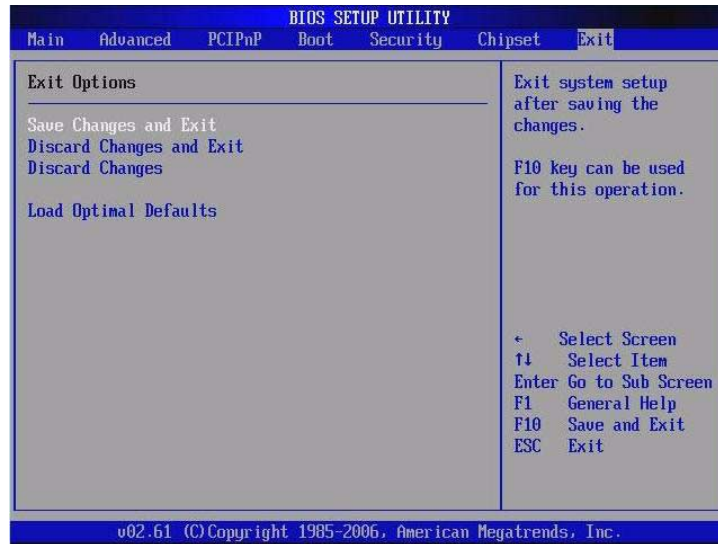 BIOS SETUP UTILITY
Main Advanced PCIPnP Boot Security Chipset Exit
Exit Options
Save Changes and Exit
Discard Changes and Exit
Discard Changes
Load Optimal Defaults
Exit system setup
after saving the
changes.
F10 key can be used
for this operation.
← Select Screen
↑↓ Select Item
Enter Go to Sub Screen
F1 General Help
F10 Save and Exit
ESC Exit
v02.61 (C)Copyright 1985-2006, American Megatrends, Inc.